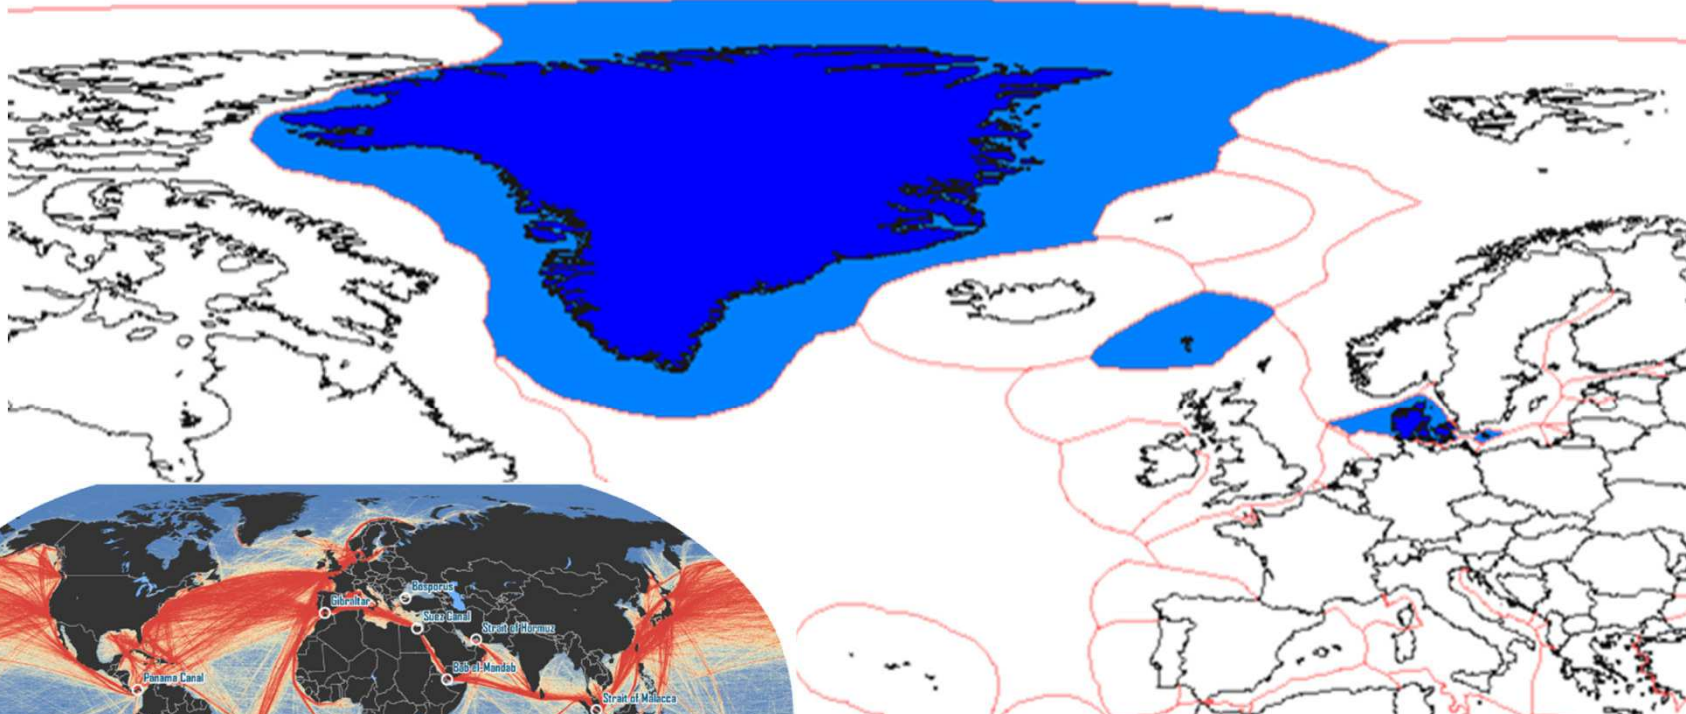 Bosporus
Gibraltar
Suez Canal
Strait of Hormuz
Bab el-Mandab
Panama Canal
Strait of Malacca